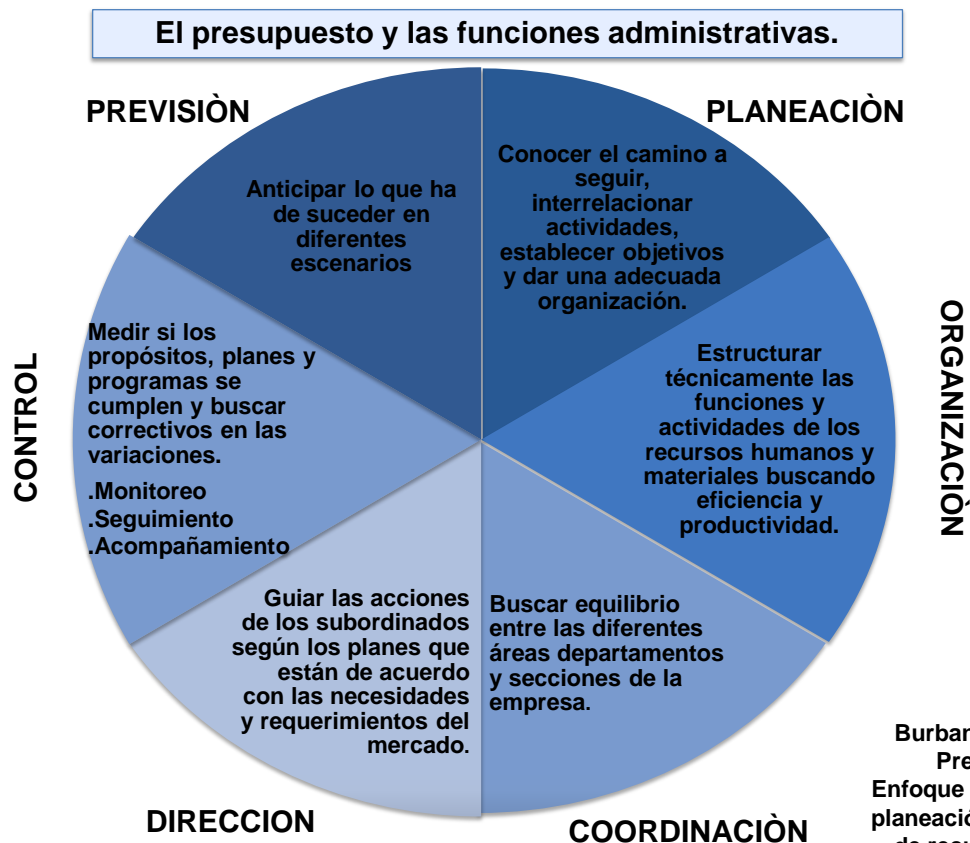 El presupuesto y las funciones administrativas.
PREVISIÒN
Anticipar lo que ha
de suceder en
diferentes
escenarios
PLANEACIÒN
Conocer el camino a
seguir,
interrelacionar
actividades,
establecer objetivos
y dar una adecuada
organización.
ORGANIZACIÒN
Estructurar
técnicamente las
funciones y
actividades de los
recursos humanos y
materiales buscando
eficiencia y
productividad.
CONTROL
Medir si los
propósitos, planes y
programas se
cumplen y buscar
correctivos en las
variaciones.
.Monitoreo
.Seguimiento
.Acompañamiento
Guiar las acciones
de los subordinados
según los planes que
están de acuerdo
con las necesidades
y requerimientos del
mercado.
DIRECCION
Buscar equilibrio
entre las diferentes
áreas departamentos
y secciones de la
empresa.
COORDINACIÒN
Enfoque